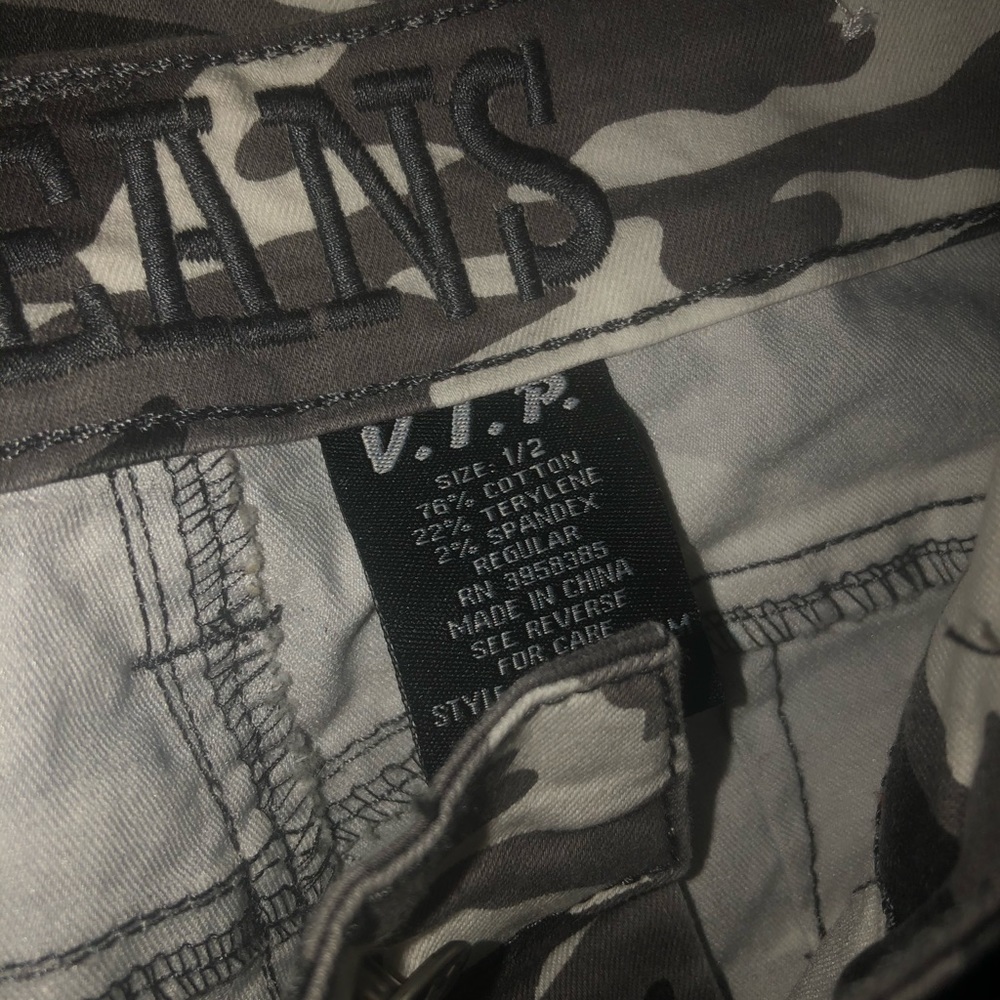 EANS
V.I.P.
SIZE: 1/2
76% COTTON
22% TERYLENE
2% SPANDEX
REGULAR
RN 3958385
MADE IN CHINA
SEE REVERSE
FOR CARE
STYLE
M